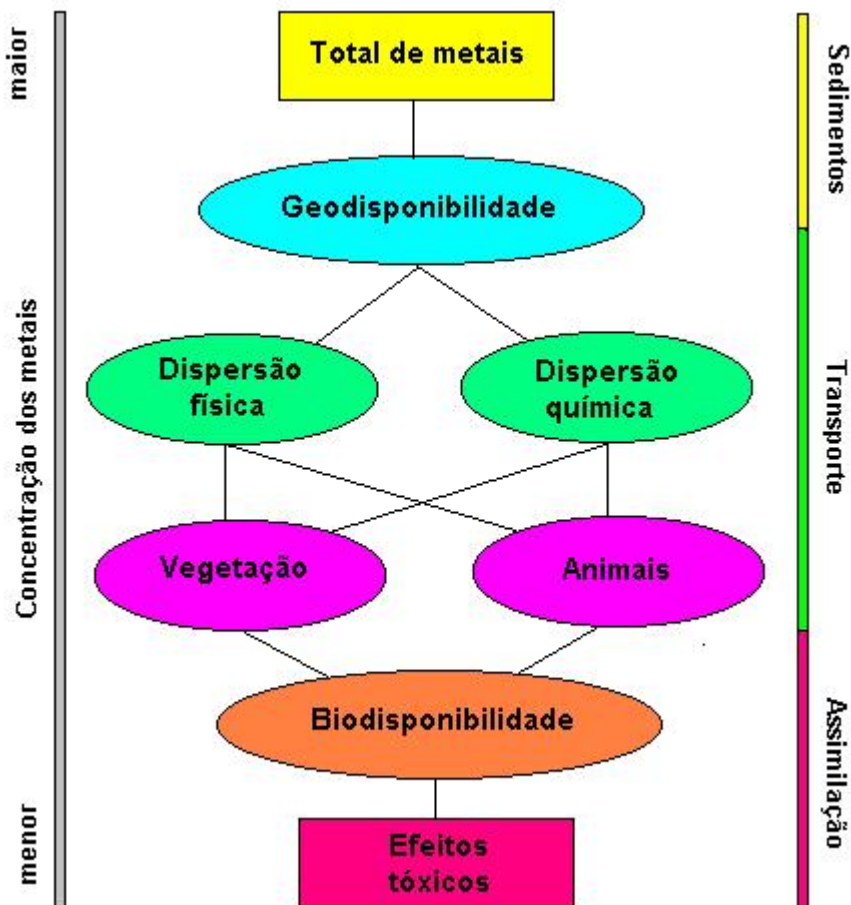 maior
Concentração dos metais
menor
Total de metais
Geodisponibilidade
Dispersão
física
Dispersão
química
Vegetação
Animais
Biodisponibilidade
Efeitos
tóxicos
Sedimentos
Transporte
Assimilação